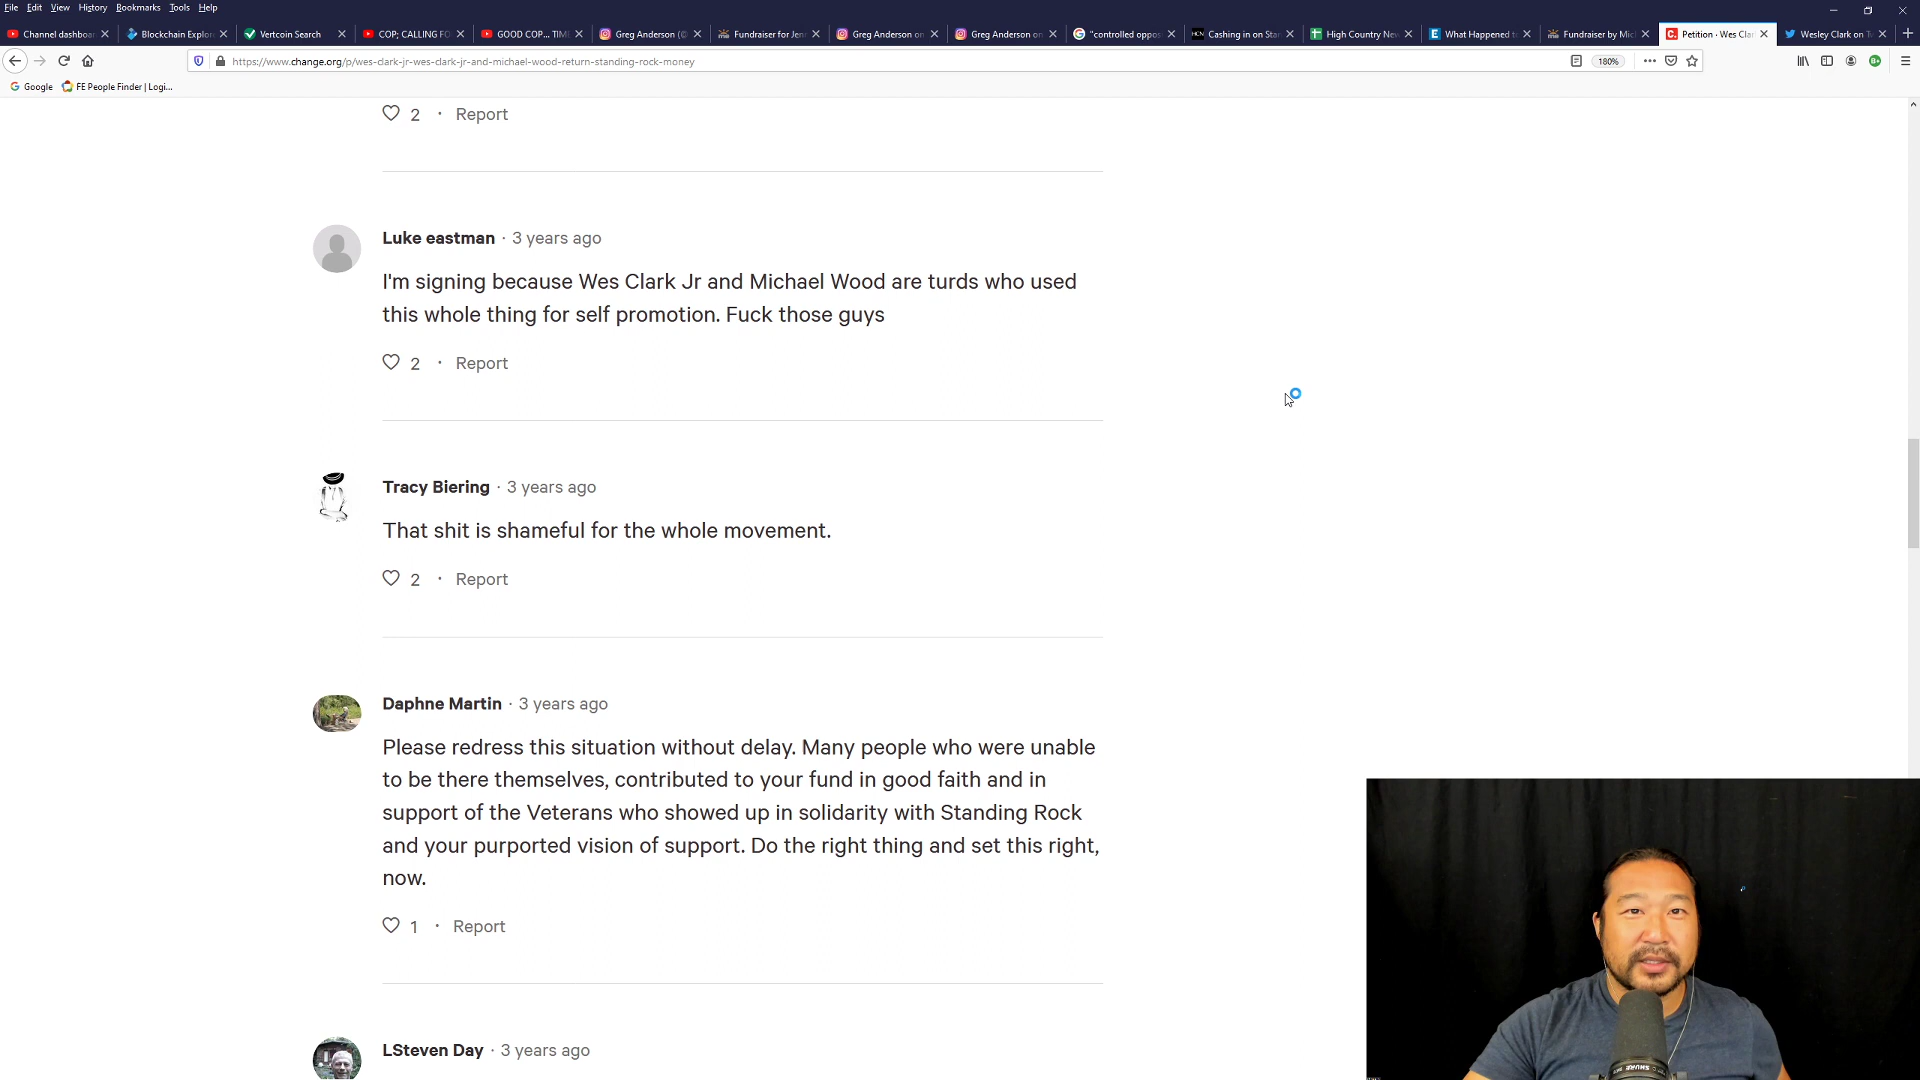 File Edit View History Bookmarks Tools Help
Channel dashboar
Blockchain Explor
Vertcoin Search
COP; CALLING FO
GOOD COP... TIM
Greg Anderson (@
Fundraiser for Jen
Greg Anderson on
Greg Anderson on
"controlled oppos
Cashing in on Stan
High Country New
What Happened t
Fundraiser by Mic
Petition · Wes Clar
Wesley Clark on T
https://www.change.org/p/wes-clark-jr-wes-clark-jr-and-michael-wood-return-standing-rock-money
180%
Google FE People Finder | Logi...
2 · Report
Luke eastman · 3 years ago
I'm signing because Wes Clark Jr and Michael Wood are turds who used
this whole thing for self promotion. Fuck those guys
2 · Report
Tracy Biering · 3 years ago
That shit is shameful for the whole movement.
2 · Report
Daphne Martin · 3 years ago
Please redress this situation without delay. Many people who were unable
to be there themselves, contributed to your fund in good faith and in
support of the Veterans who showed up in solidarity with Standing Rock
and your purported vision of support. Do the right thing and set this right,
now.
1 · Report
LSteven Day · 3 years ago
SHURE